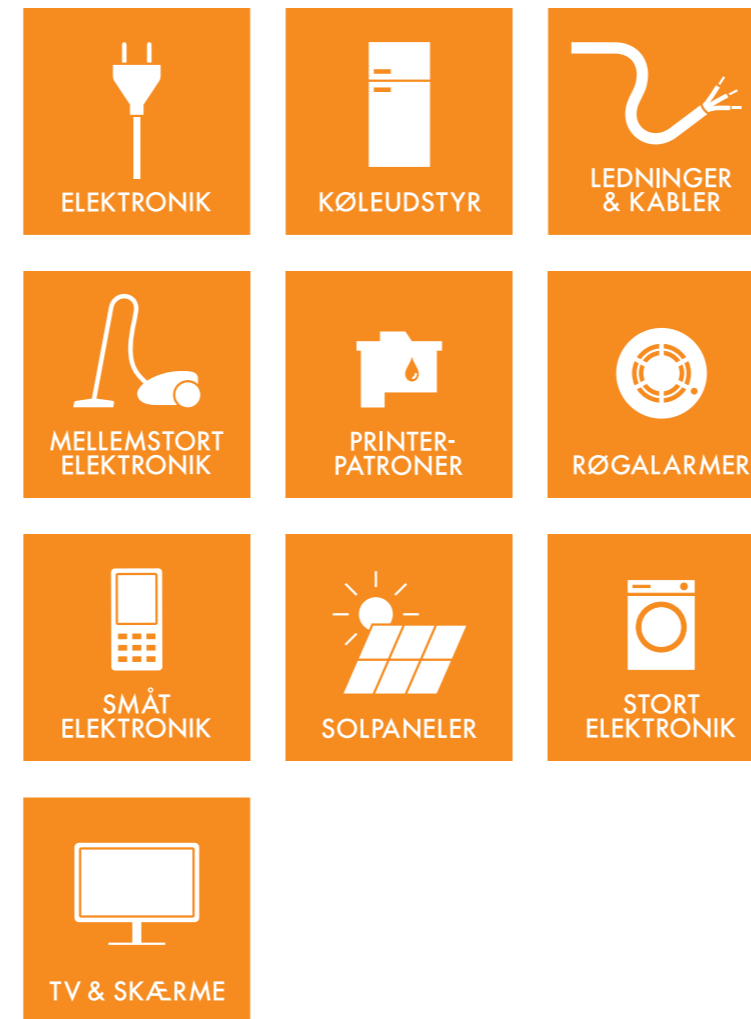 ELEKTRONIK
KØLEUDSTYR
LEDNINGER
& KABLER
MELLEMSTORT
ELEKTRONIK
PRINTER-
PATRONER
RØGALARMER
SMÅT
ELEKTRONIK
SOLPANELER
STORT
ELEKTRONIK
TV & SKÆRME